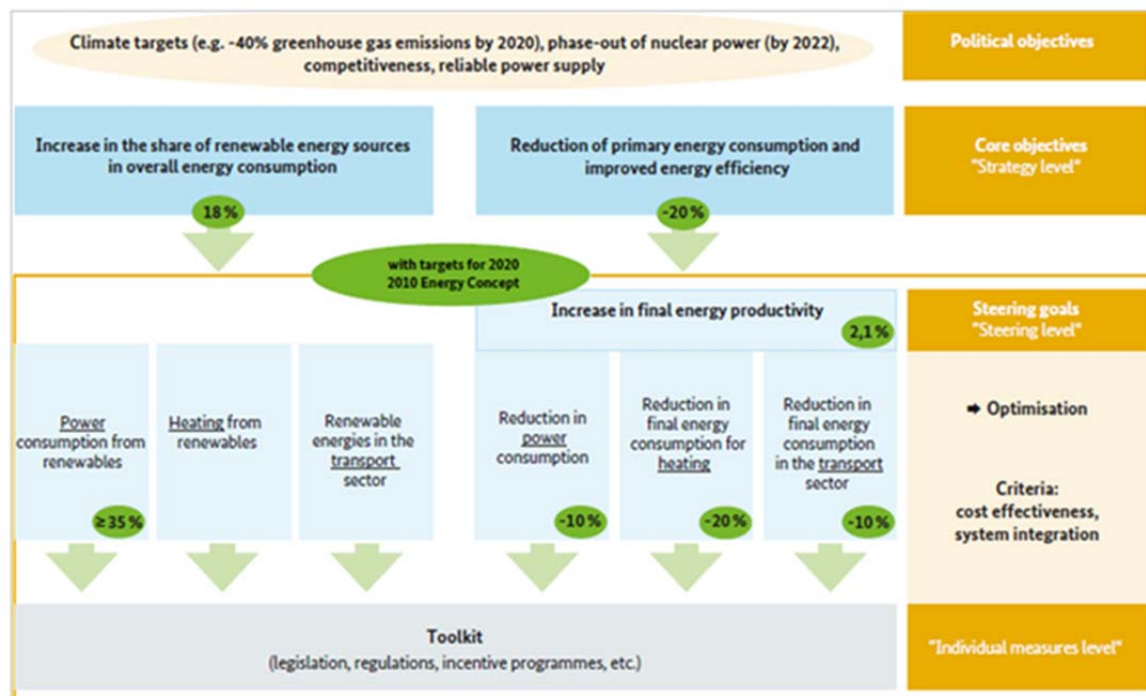 Climate targets (e.g. -40% greenhouse gas emissions by 2020), phase-out of nuclear power (by 2022),
competitiveness, reliable power supply
Political objectives
Increase in the share of renewable energy sources
in overall energy consumption
18 %
Reduction of primary energy consumption and
improved energy efficiency
-20 %
Core objectives
"Strategy level"
with targets for 2020
2010 Energy Concept
Increase in final energy productivity
2,1 %
Steering goals
"Steering level"
Power
consumption from
renewables
≥ 35 %
Heating from
renewables
Renewable
energies in the
transport
sector
Reduction in
power
consumption
-10 %
Reduction in
final energy
consumption for
heating
-20 %
Reduction in
final energy
consumption
in the transport
sector
-10 %
➡ Optimisation
Criteria:
cost effectiveness,
system integration
Toolkit
(legislation, regulations, incentive programmes, etc.)
"Individual measures level"